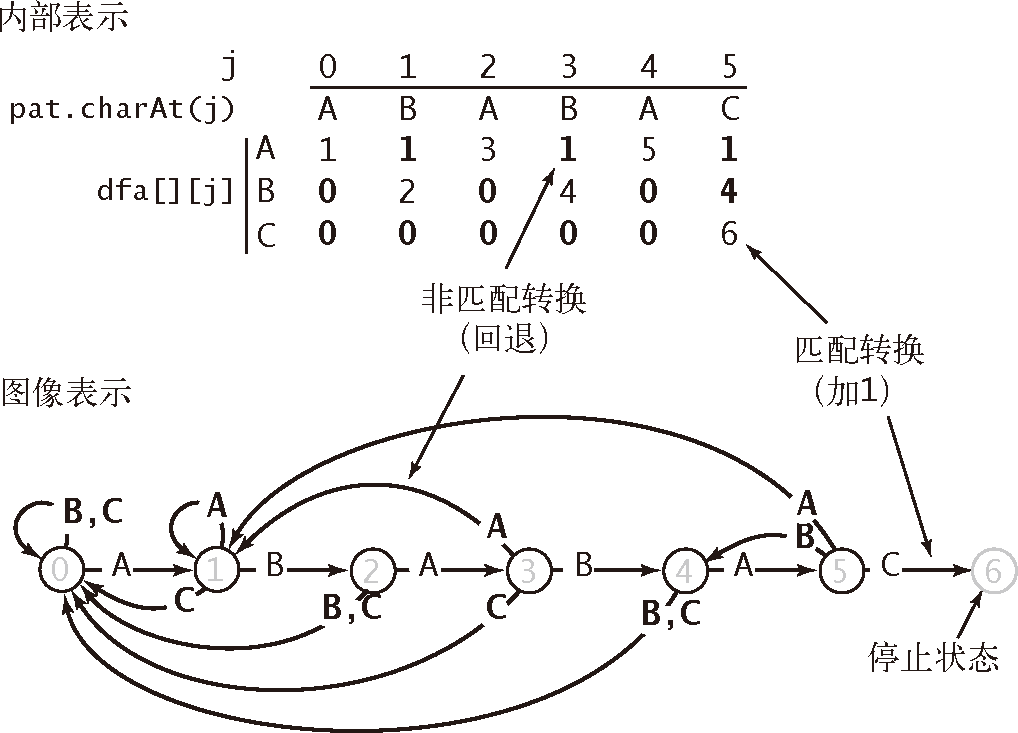 内部表示
j 0 1 2 3 4 5
pat.charAt(j) A B A B A C
A 1 1 3 1 5 1
dfa[][j] B 0 2 0 4 0 4
C 0 0 0 0 0 6
非匹配转换
（回退）
匹配转换
（加1）
图像表示
B,C A A A B
0 A 1 B 2 A 3 B 4 A 5 C 6
C B,C C B,C
停止状态